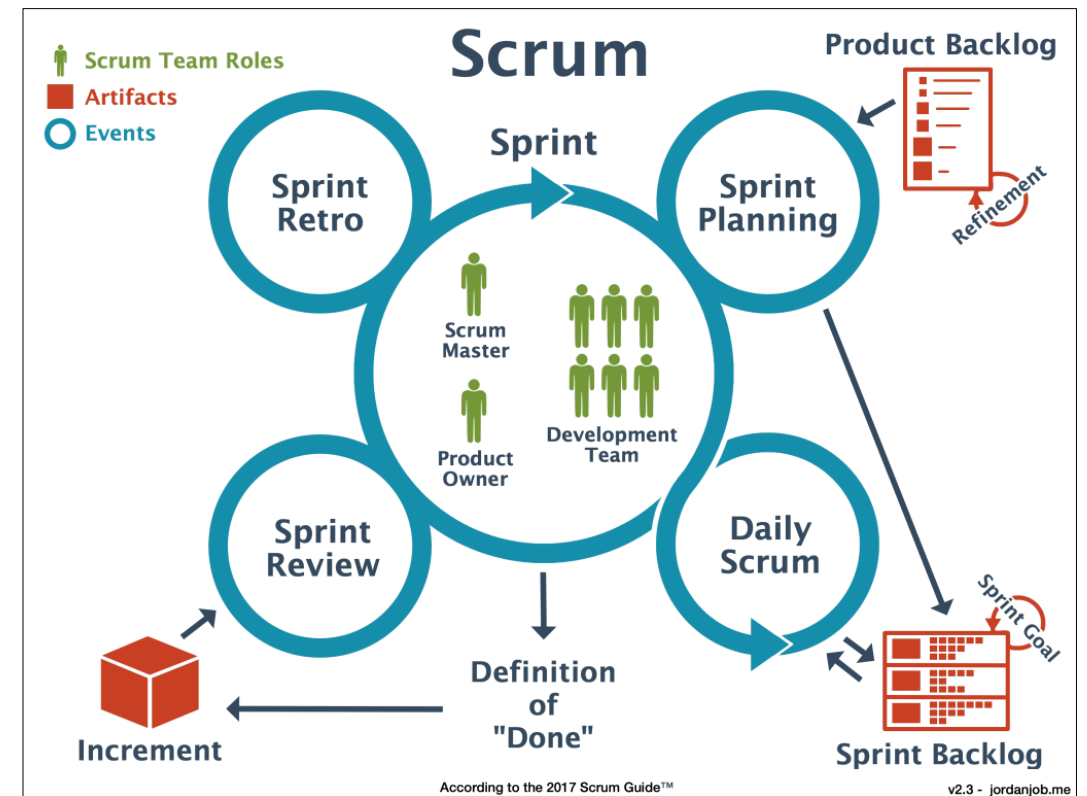 Scrum
Scrum Team Roles
Artifacts
Events
Product Backlog
Refinement
Sprint
Sprint
Retro
Sprint
Planning
Scrum
Master
Product
Owner
Development
Team
Sprint
Review
Daily
Scrum
Sprint Goal
Definition
of
"Done"
Increment
Sprint Backlog
According to the 2017 Scrum Guide™
v2.3 - jordanjob.me